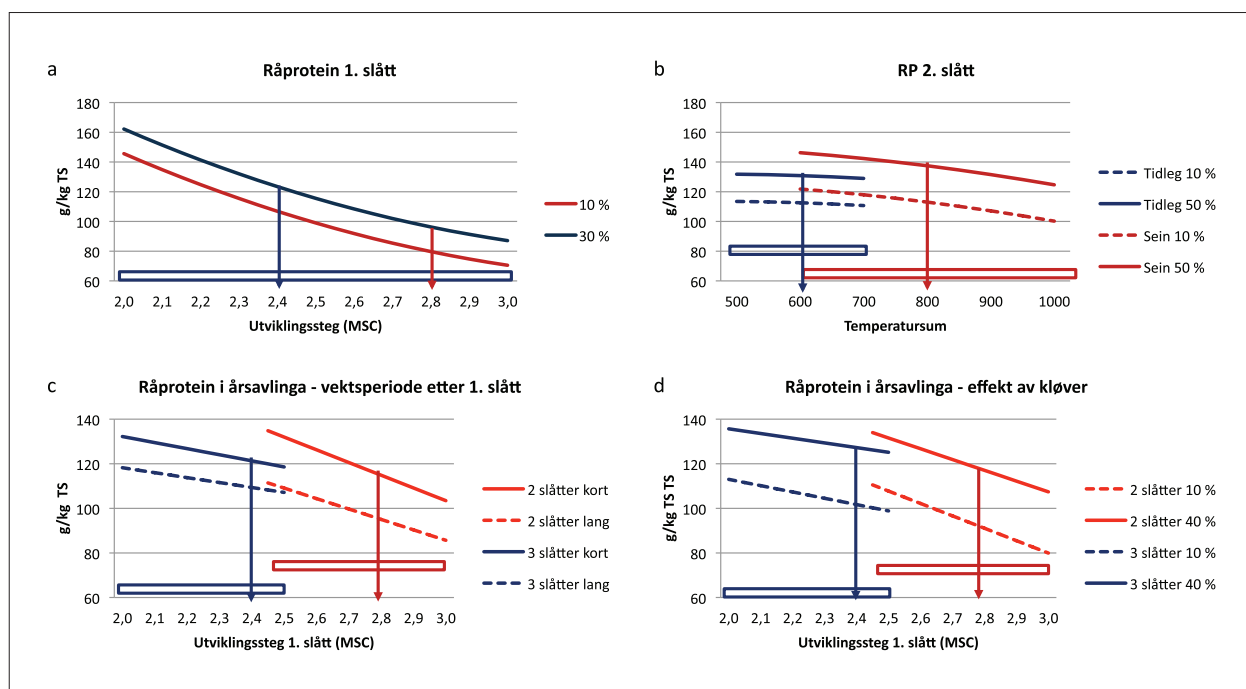 a
Råprotein 1. slått
g/kg TS
180
160
140
120
100
80
60
2,0 2,1 2,2 2,3 2,4 2,5 2,6 2,7 2,8 2,9 3,0
Utviklingssteg (MSC)
10 %
30 %
b
RP 2. slått
g/kg TS
180
160
140
120
100
80
60
500 600 700 800 900 1000
Temperatursum
Tidleg 10 %
Tidleg 50 %
Sein 10 %
Sein 50 %
c
Råprotein i årsavlinga - vektsperiode etter 1. slått
g/kg TS
140
120
100
80
60
2,0 2,1 2,2 2,3 2,4 2,5 2,6 2,7 2,8 2,9 3,0
Utviklingssteg 1. slått (MSC)
2 slåtter kort
2 slåtter lang
3 slåtter kort
3 slåtter lang
d
Råprotein i årsavlinga - effekt av kløver
g/kg TS TS
140
120
100
80
60
2,0 2,1 2,2 2,3 2,4 2,5 2,6 2,7 2,8 2,9 3,0
Utviklingssteg 1. slått (MSC)
2 slåtter 10 %
2 slåtter 40 %
3 slåtter 10 %
3 slåtter 40 %